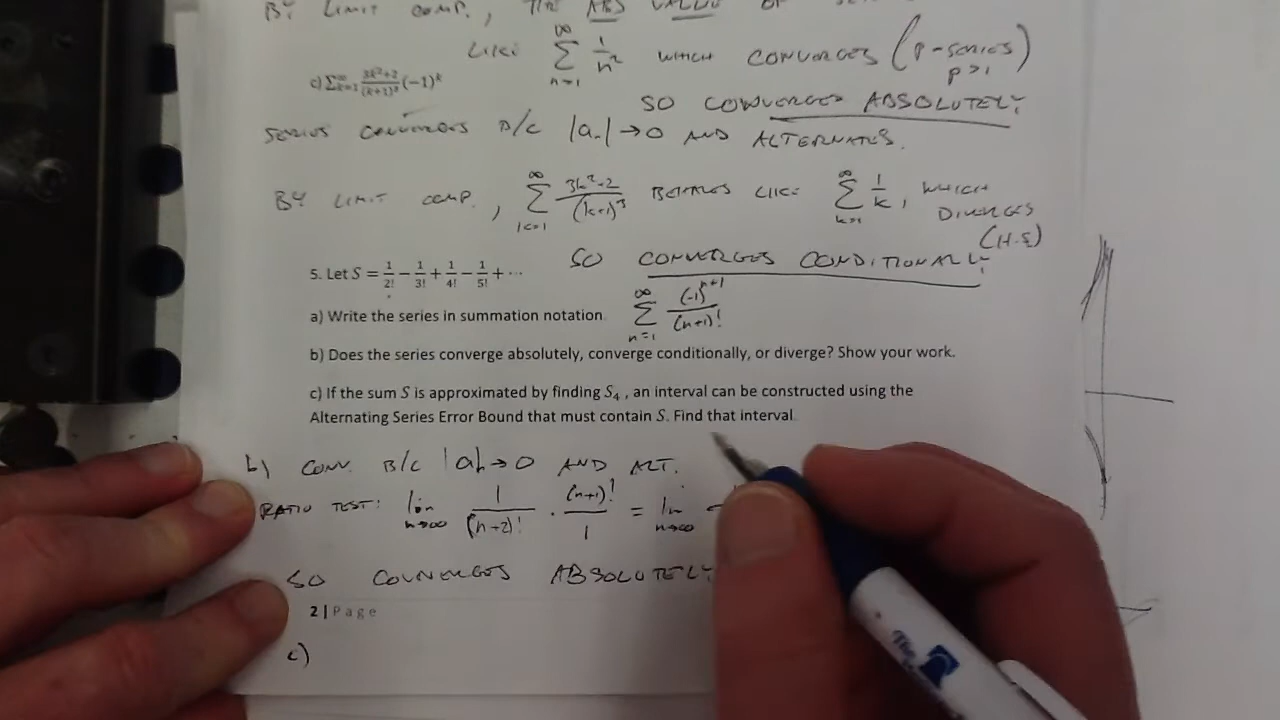 BY LIMIT COMP., THE ABS VALUE OF
LIKE ∑_{n=1}^{∞} 1/n² WHICH CONVERGES (P-SERIES) P>1
c) ∑_{k=1}^{∞} (3k²+2)/(k+1)³ (-1)^k
SO CONVERGES ABSOLUTELY.
SERIES CONVERGES B/C |aₙ|→0 AND ALTERNATES.
BY LIMIT COMP., ∑_{k=1}^{∞} (3k²+2)/(k+1)³ BEHAVES LIKE ∑_{k=1}^{∞} 1/k, WHICH DIVERGES (H.S)
SO CONVERGES CONDITIONALLY.
5. Let S = 1/2! − 1/3! + 1/4! − 1/5! + ⋯
a) Write the series in summation notation ∑_{n=1}^{∞} (-1)^{n+1}/(n+1)!
b) Does the series converge absolutely, converge conditionally, or diverge? Show your work.
c) If the sum S is approximated by finding S₄ , an interval can be constructed using the
Alternating Series Error Bound that must contain S. Find that interval.
b) CONV. B/C |aₙ|→0 AND ALT.
RATIO TEST: lim_{n→∞} 1/(n+2)! · (n+1)!/1 = lim_{n→∞}
SO CONVERGES ABSOLUTELY.
2 | Page
c)
The